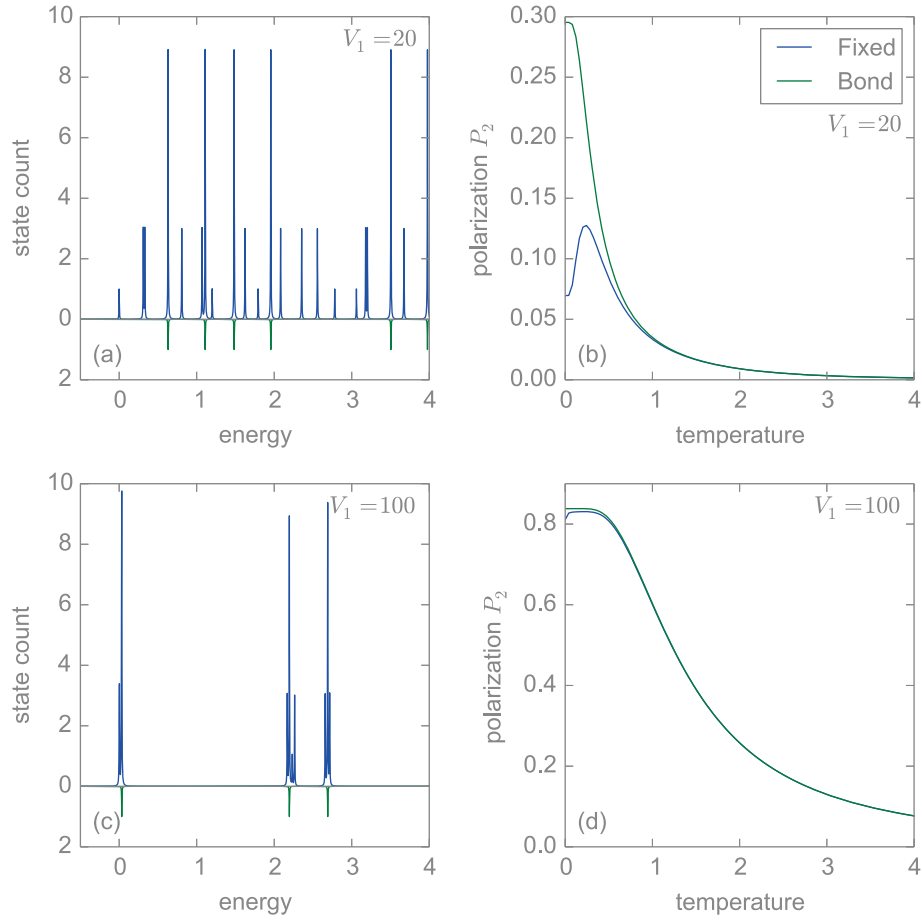 V₁ = 20
10
8
6
4
2
0
2
state count
(a)
0 1 2 3 4
energy
0.30
0.25
0.20
0.15
0.10
0.05
0.00
polarization P₂
Fixed
Bond
V₁ = 20
(b)
0 1 2 3 4
temperature
V₁ = 100
10
8
6
4
2
0
2
state count
(c)
0 1 2 3 4
energy
V₁ = 100
0.8
0.6
0.4
0.2
0.0
polarization P₂
(d)
0 1 2 3 4
temperature